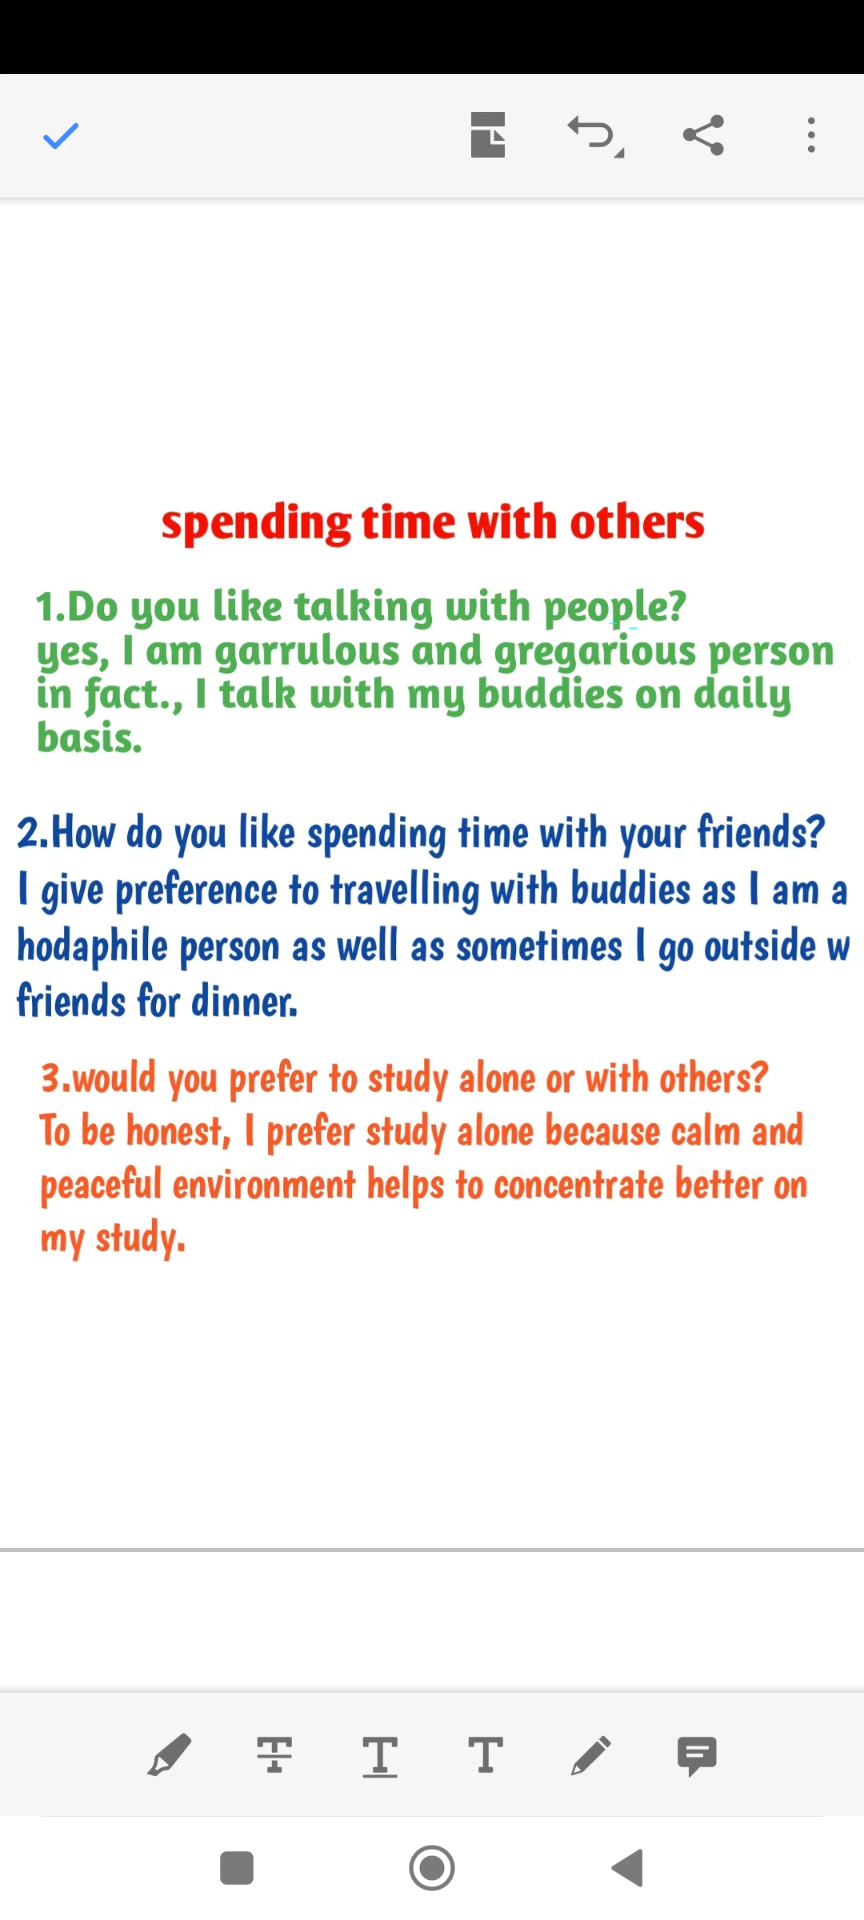 spending time with others
1.Do you like talking with people?
yes, I am garrulous and gregarious person
in fact., I talk with my buddies on daily
basis.
2.How do you like spending time with your friends?
I give preference to travelling with buddies as I am a
hodaphile person as well as sometimes I go outside w
friends for dinner.
3.would you prefer to study alone or with others?
To be honest, I prefer study alone because calm and
peaceful environment helps to concentrate better on
my study.